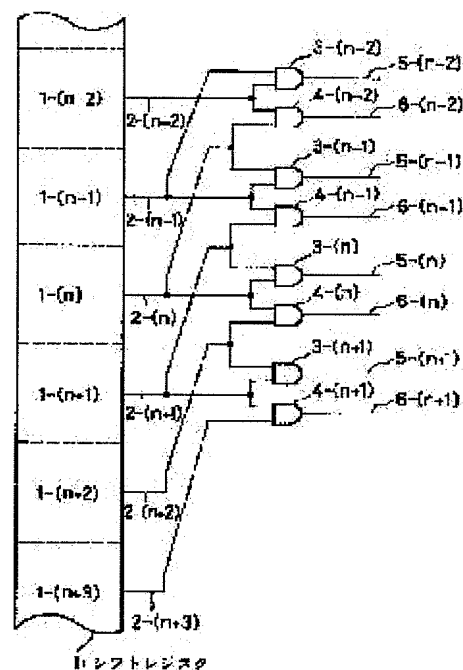 3-(n-2)
5-(n-2)
1-(n-2)
4-(n-2)
2-(n-2)
6-(n-2)
3-(n-1)
5-(n-1)
1-(n-1)
4-(n-1)
2-(n-1)
6-(n-1)
3-(n)
5-(n)
1-(n)
4-(n)
2-(n)
6-(n)
3-(n+1)
5-(n+1)
1-(n+1)
4-(n+1)
2-(n+1)
6-(n+1)
1-(n+2)
2-(n+2)
1-(n+3)
2-(n+3)
1:シフトレジスタ